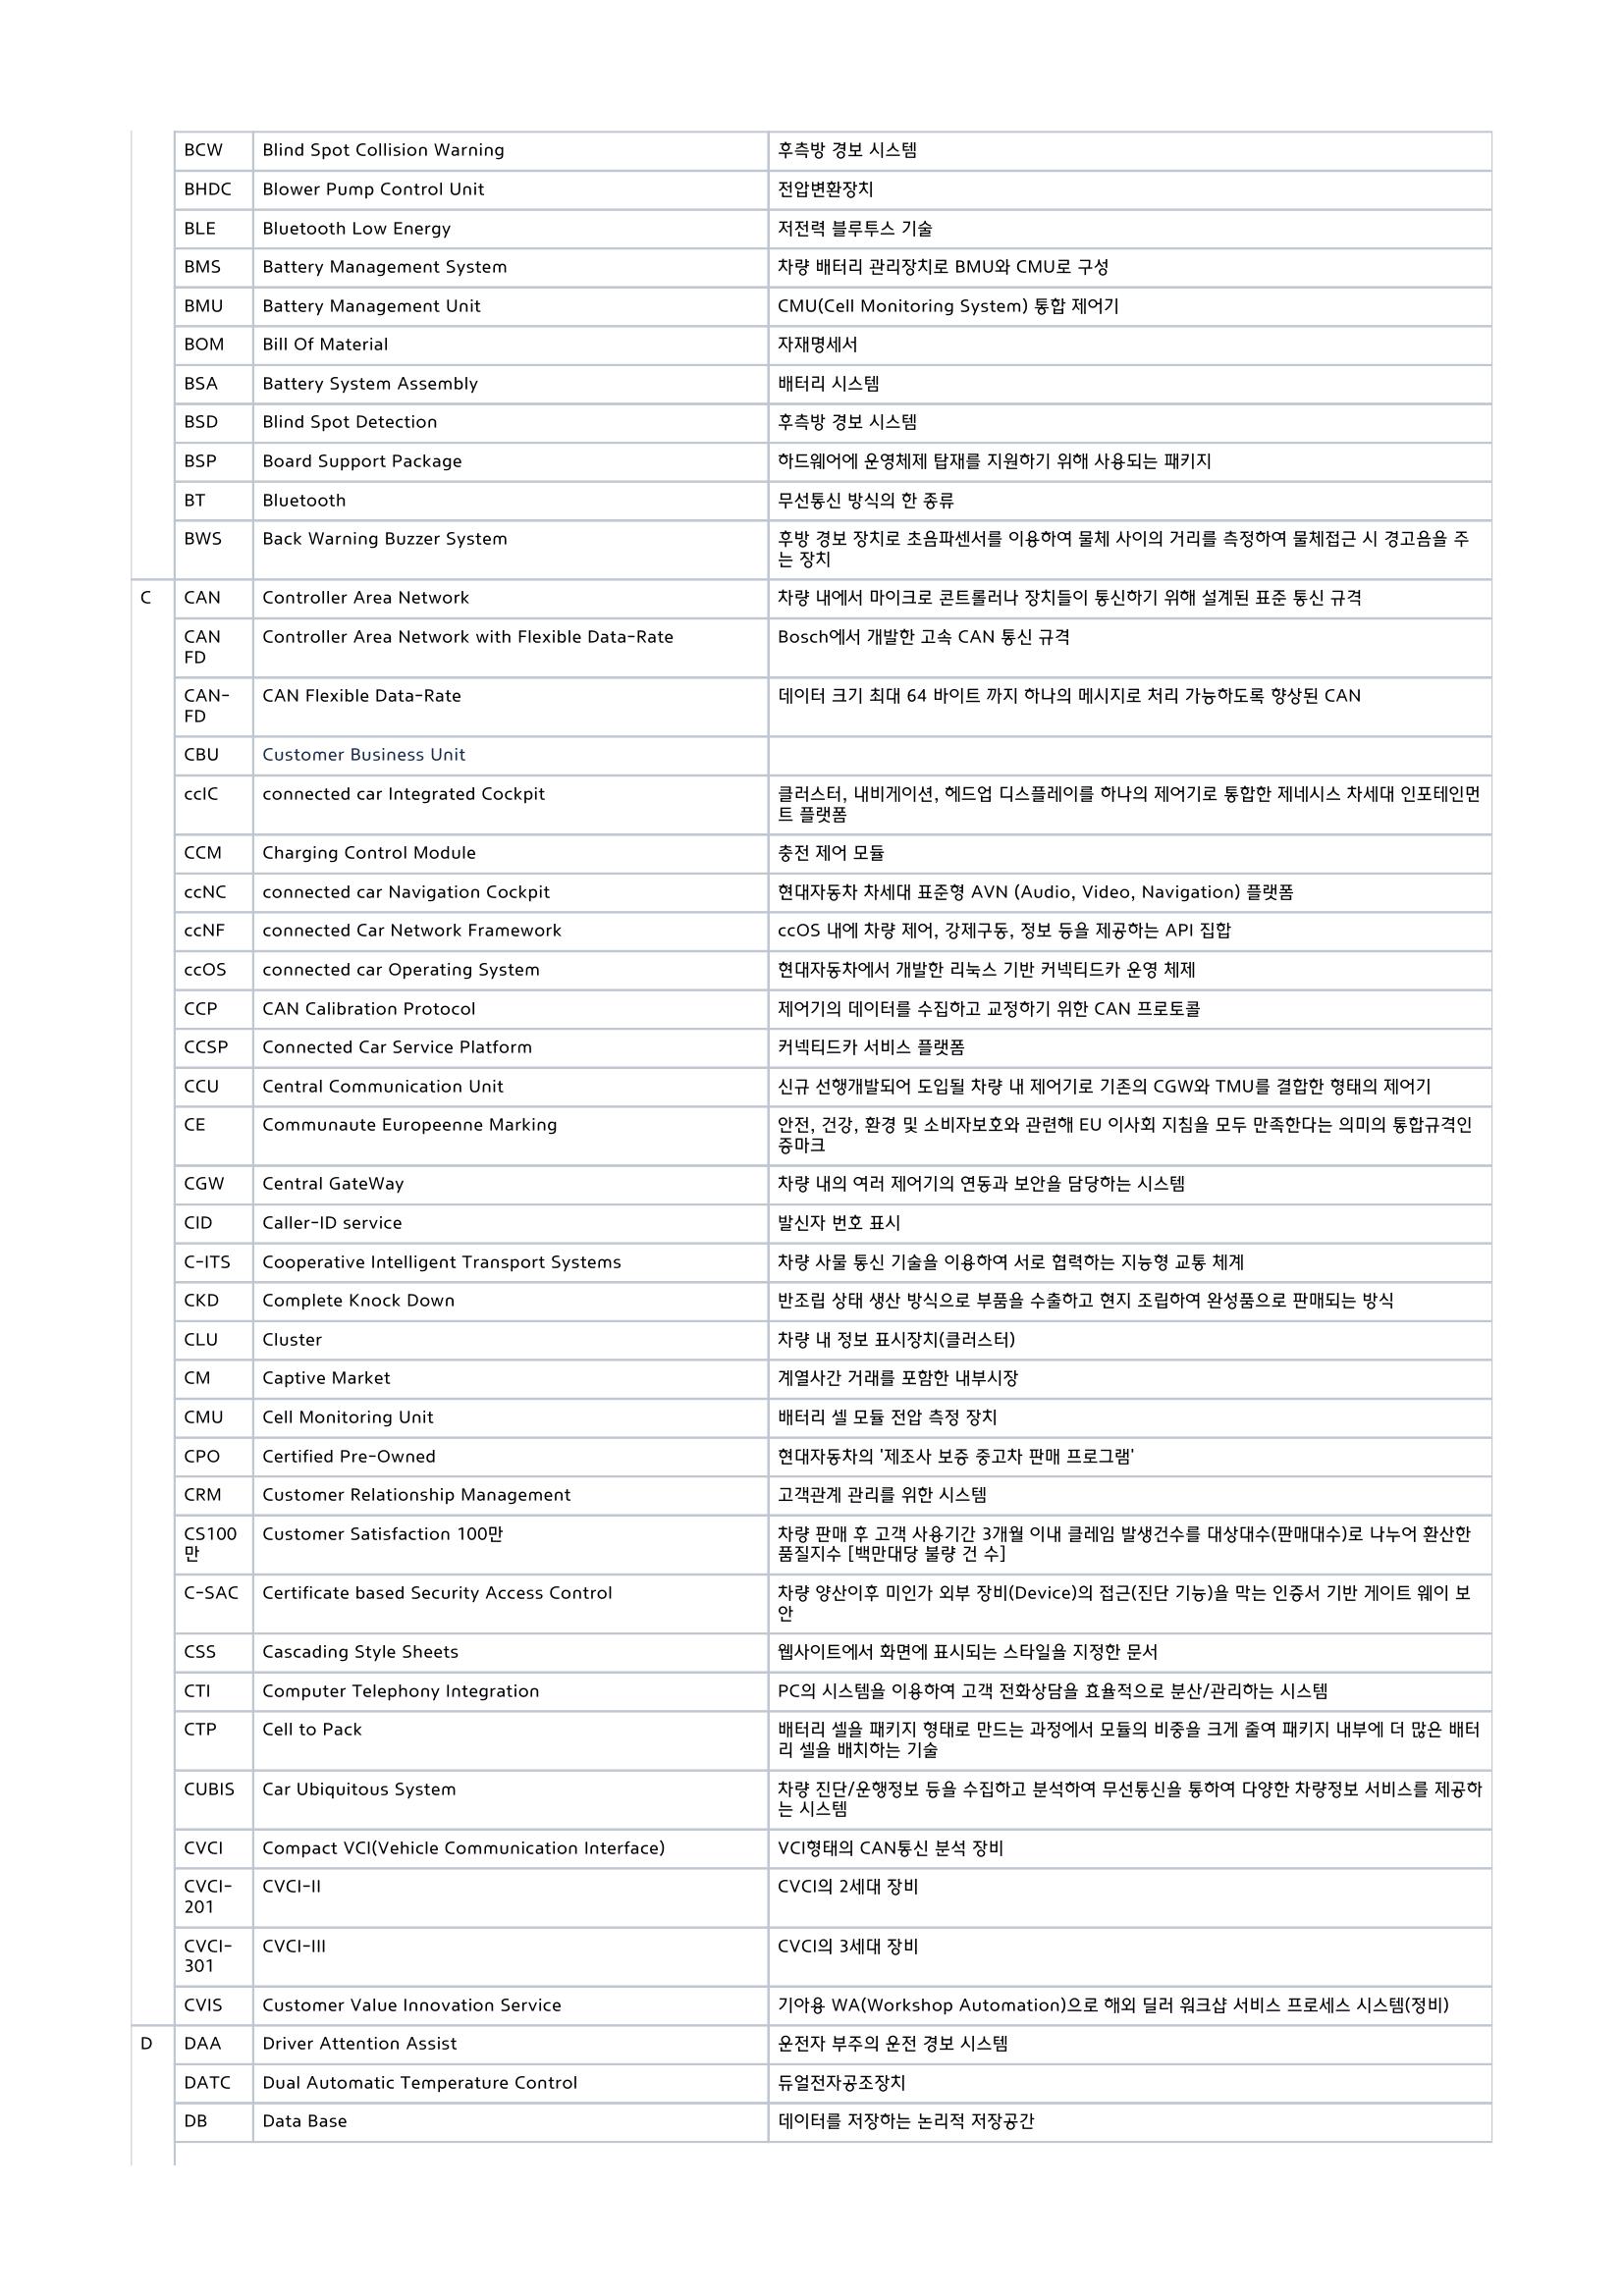 BCW Blind Spot Collision Warning 후측방 경보 시스템
BHDC Blower Pump Control Unit 전압변환장치
BLE Bluetooth Low Energy 저전력 블루투스 기술
BMS Battery Management System 차량 배터리 관리장치로 BMU와 CMU로 구성
BMU Battery Management Unit CMU(Cell Monitoring System) 통합 제어기
BOM Bill Of Material 자재명세서
BSA Battery System Assembly 배터리 시스템
BSD Blind Spot Detection 후측방 경보 시스템
BSP Board Support Package 하드웨어에 운영체제 탑재를 지원하기 위해 사용되는 패키지
BT Bluetooth 무선통신 방식의 한 종류
BWS Back Warning Buzzer System 후방 경보 장치로 초음파센서를 이용하여 물체 사이의 거리를 측정하여 물체접근 시 경고음을 주
는 장치
C CAN Controller Area Network 차량 내에서 마이크로 콘트롤러나 장치들이 통신하기 위해 설계된 표준 통신 규격
CAN Controller Area Network with Flexible Data-Rate Bosch에서 개발한 고속 CAN 통신 규격
FD
CAN- CAN Flexible Data-Rate 데이터 크기 최대 64 바이트 까지 하나의 메시지로 처리 가능하도록 향상된 CAN
FD
CBU Customer Business Unit
ccIC connected car Integrated Cockpit 클러스터, 내비게이션, 헤드업 디스플레이를 하나의 제어기로 통합한 제네시스 차세대 인포테인먼
트 플랫폼
CCM Charging Control Module 충전 제어 모듈
ccNC connected car Navigation Cockpit 현대자동차 차세대 표준형 AVN (Audio, Video, Navigation) 플랫폼
ccNF connected Car Network Framework ccOS 내에 차량 제어, 강제구동, 정보 등을 제공하는 API 집합
ccOS connected car Operating System 현대자동차에서 개발한 리눅스 기반 커넥티드카 운영 체제
CCP CAN Calibration Protocol 제어기의 데이터를 수집하고 교정하기 위한 CAN 프로토콜
CCSP Connected Car Service Platform 커넥티드카 서비스 플랫폼
CCU Central Communication Unit 신규 선행개발되어 도입될 차량 내 제어기로 기존의 CGW와 TMU를 결합한 형태의 제어기
CE Communaute Europeenne Marking 안전, 건강, 환경 및 소비자보호와 관련해 EU 이사회 지침을 모두 만족한다는 의미의 통합규격인
증마크
CGW Central GateWay 차량 내의 여러 제어기의 연동과 보안을 담당하는 시스템
CID Caller-ID service 발신자 번호 표시
C-ITS Cooperative Intelligent Transport Systems 차량 사물 통신 기술을 이용하여 서로 협력하는 지능형 교통 체계
CKD Complete Knock Down 반조립 상태 생산 방식으로 부품을 수출하고 현지 조립하여 완성품으로 판매되는 방식
CLU Cluster 차량 내 정보 표시장치(클러스터)
CM Captive Market 계열사간 거래를 포함한 내부시장
CMU Cell Monitoring Unit 배터리 셀 모듈 전압 측정 장치
CPO Certified Pre-Owned 현대자동차의 '제조사 보증 중고차 판매 프로그램'
CRM Customer Relationship Management 고객관계 관리를 위한 시스템
CS100 Customer Satisfaction 100만 차량 판매 후 고객 사용기간 3개월 이내 클레임 발생건수를 대상대수(판매대수)로 나누어 환산한
만 품질지수 [백만대당 불량 건 수]
C-SAC Certificate based Security Access Control 차량 양산이후 미인가 외부 장비(Device)의 접근(진단 기능)을 막는 인증서 기반 게이트 웨이 보
안
CSS Cascading Style Sheets 웹사이트에서 화면에 표시되는 스타일을 지정한 문서
CTI Computer Telephony Integration PC의 시스템을 이용하여 고객 전화상담을 효율적으로 분산/관리하는 시스템
CTP Cell to Pack 배터리 셀을 패키지 형태로 만드는 과정에서 모듈의 비중을 크게 줄여 패키지 내부에 더 많은 배터
리 셀을 배치하는 기술
CUBIS Car Ubiquitous System 차량 진단/운행정보 등을 수집하고 분석하여 무선통신을 통하여 다양한 차량정보 서비스를 제공하
는 시스템
CVCI Compact VCI(Vehicle Communication Interface) VCI형태의 CAN통신 분석 장비
CVCI- CVCI-II CVCI의 2세대 장비
201
CVCI- CVCI-III CVCI의 3세대 장비
301
CVIS Customer Value Innovation Service 기아용 WA(Workshop Automation)으로 해외 딜러 워크샵 서비스 프로세스 시스템(정비)
D DAA Driver Attention Assist 운전자 부주의 운전 경보 시스템
DATC Dual Automatic Temperature Control 듀얼전자공조장치
DB Data Base 데이터를 저장하는 논리적 저장공간